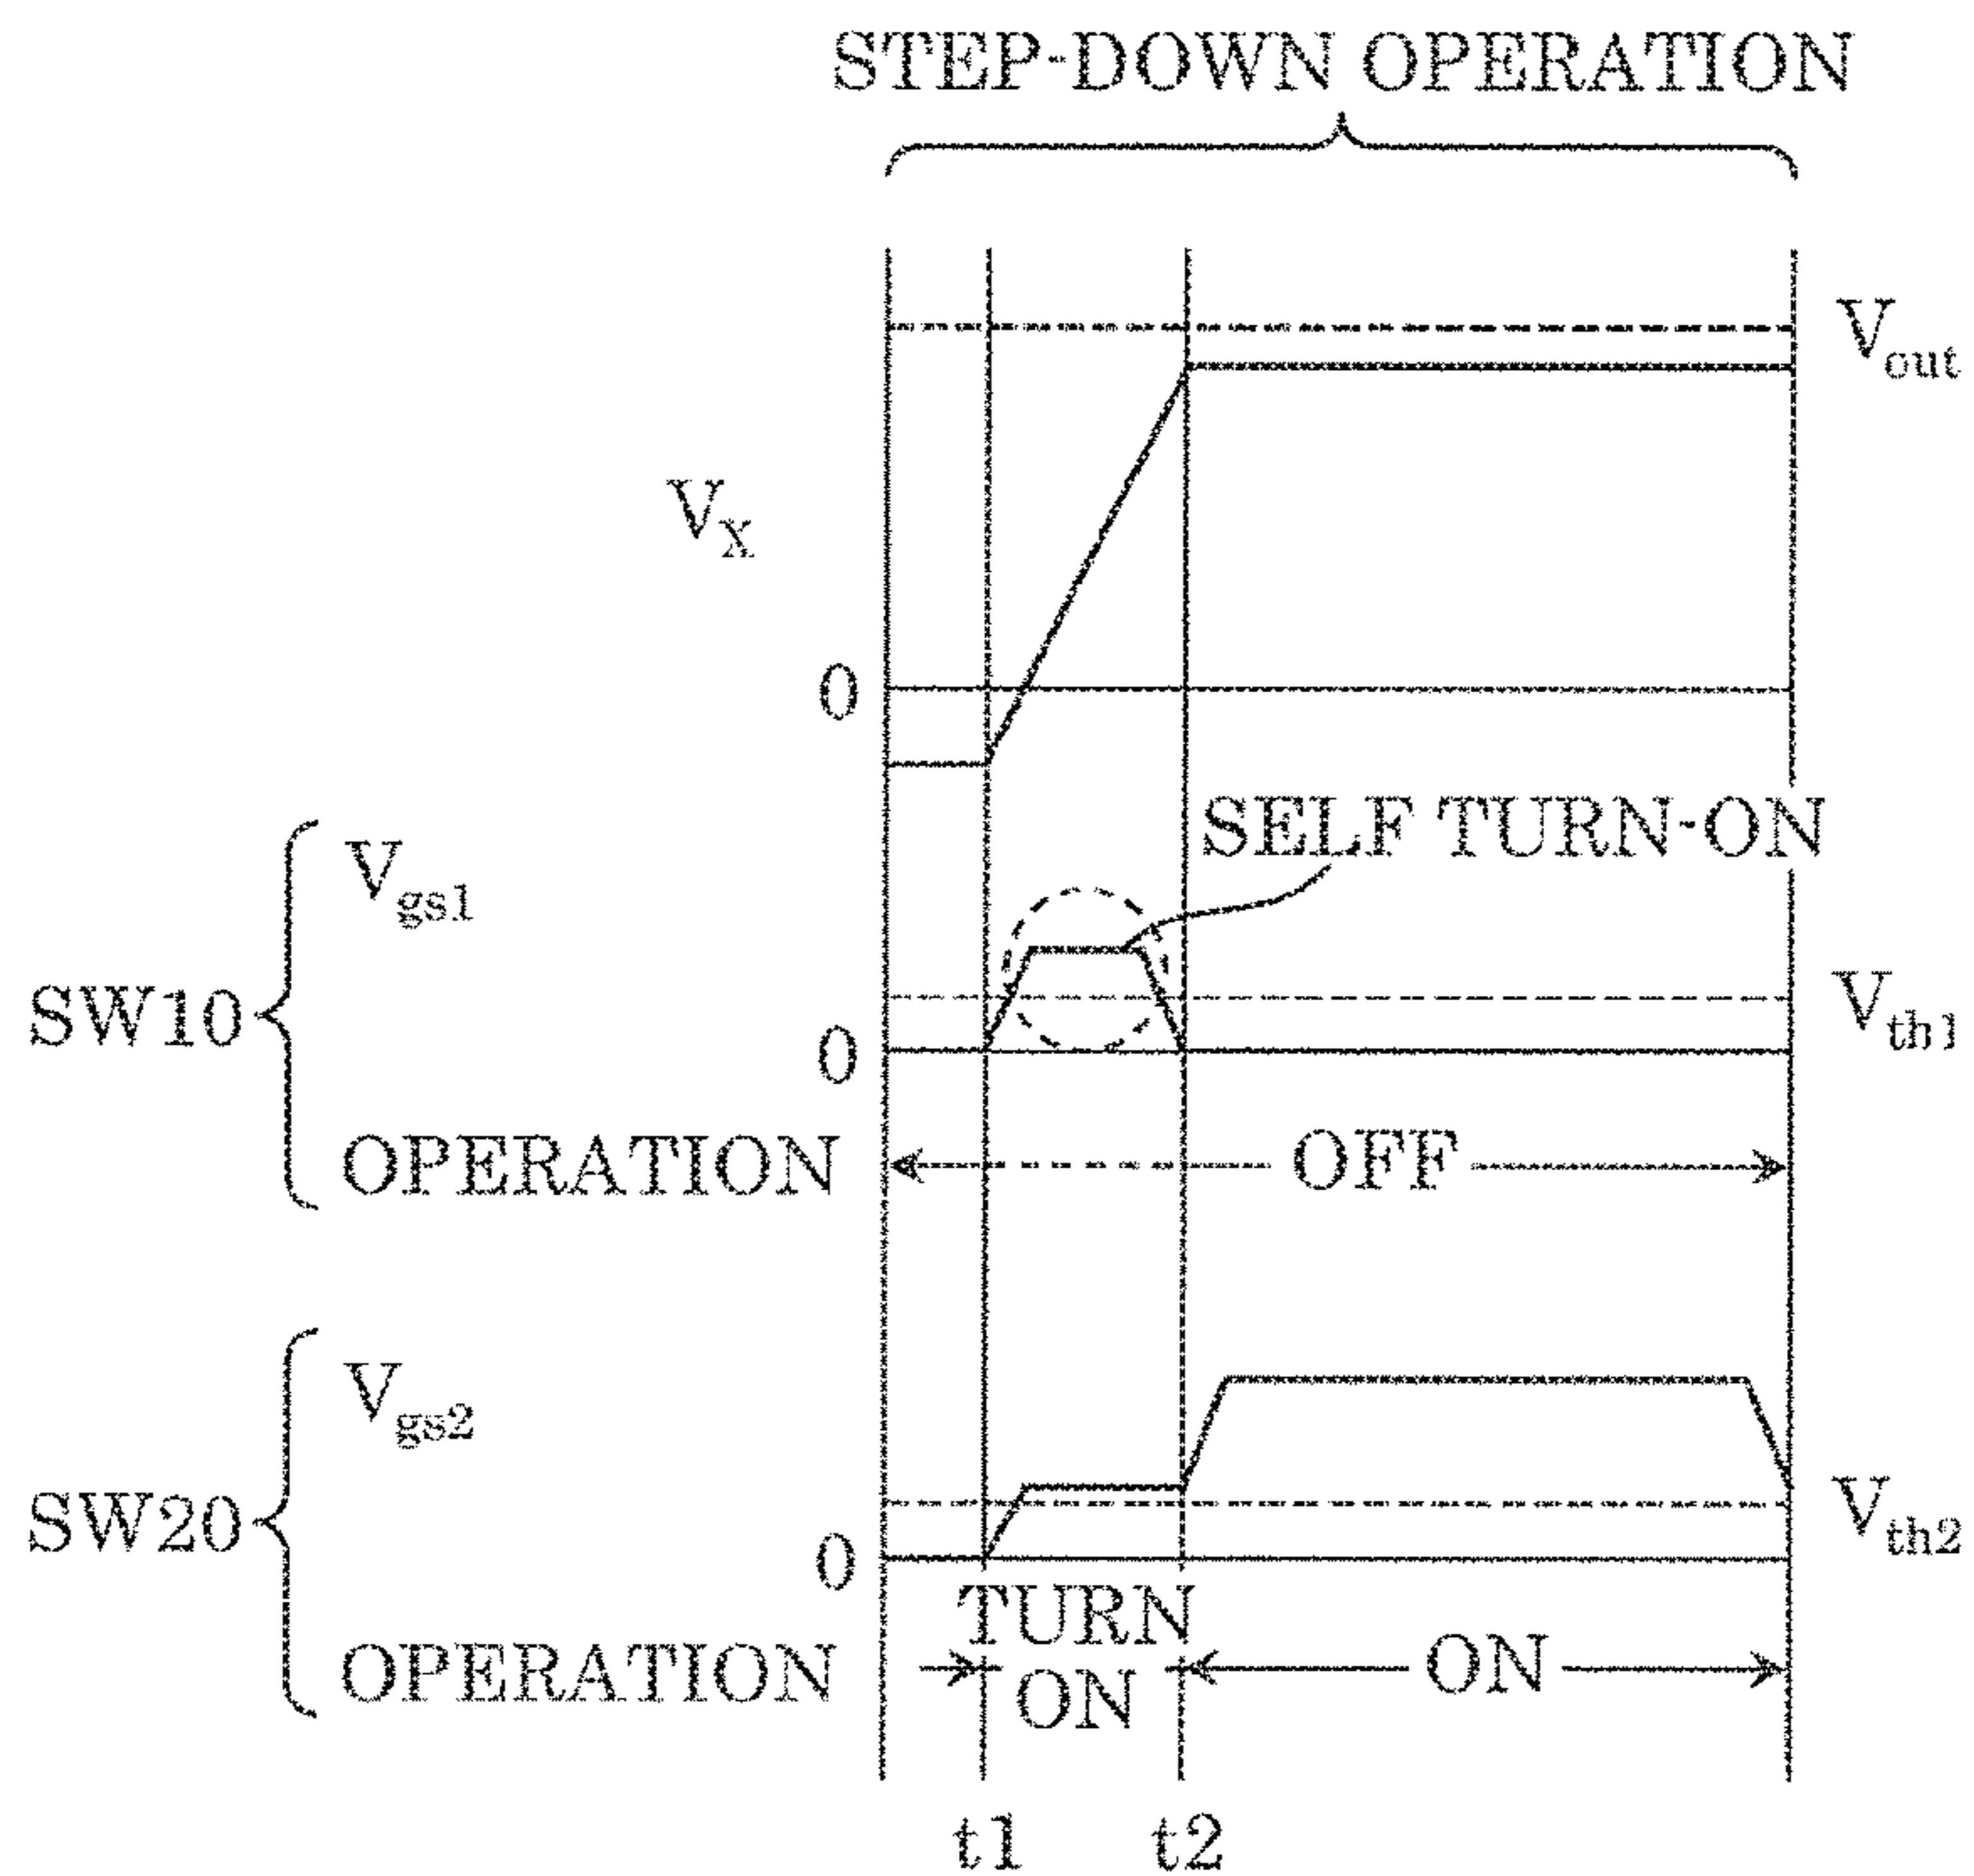 STEP-DOWN OPERATION
Vout
VX
0
SELF TURN-ON
Vgs1
SW10
Vth1
0
OPERATION
OFF
Vgs2
SW20
Vth2
0
TURN ON
OPERATION
ON
t1
t2